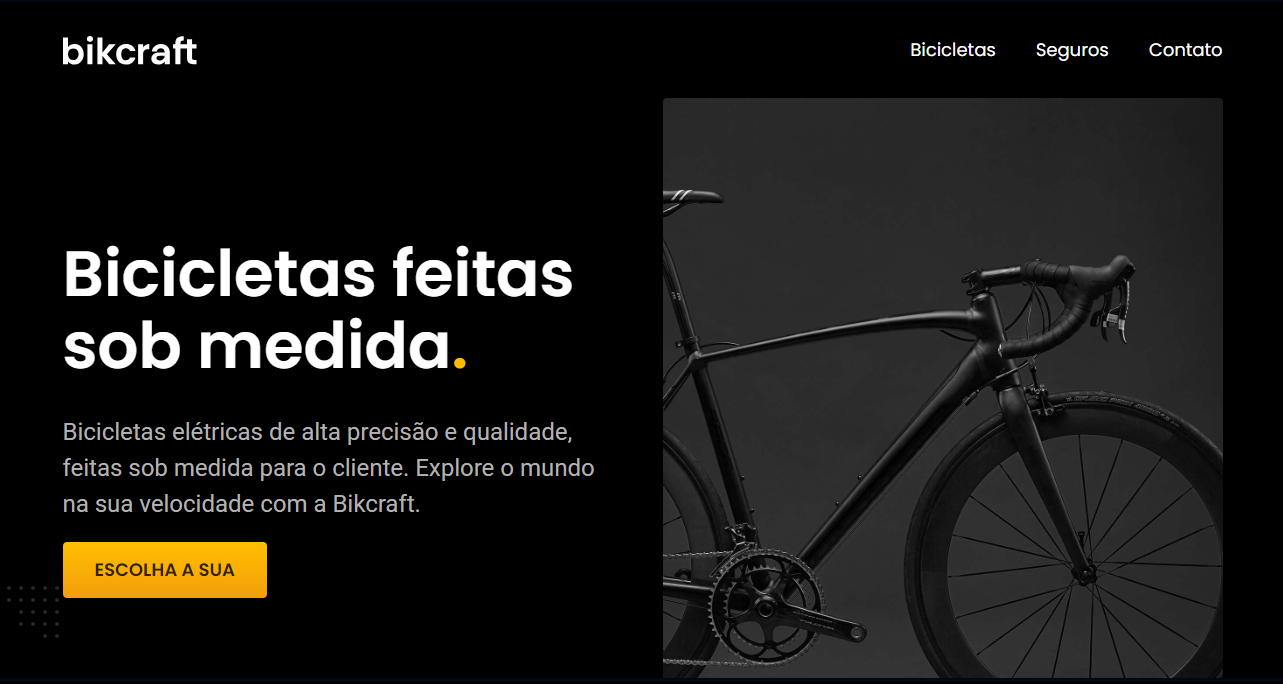 bikcraft
Bicicletas
Seguros
Contato
Bicicletas feitas
sob medida.
Bicicletas elétricas de alta precisão e qualidade,
feitas sob medida para o cliente. Explore o mundo
na sua velocidade com a Bikcraft.
ESCOLHA A SUA